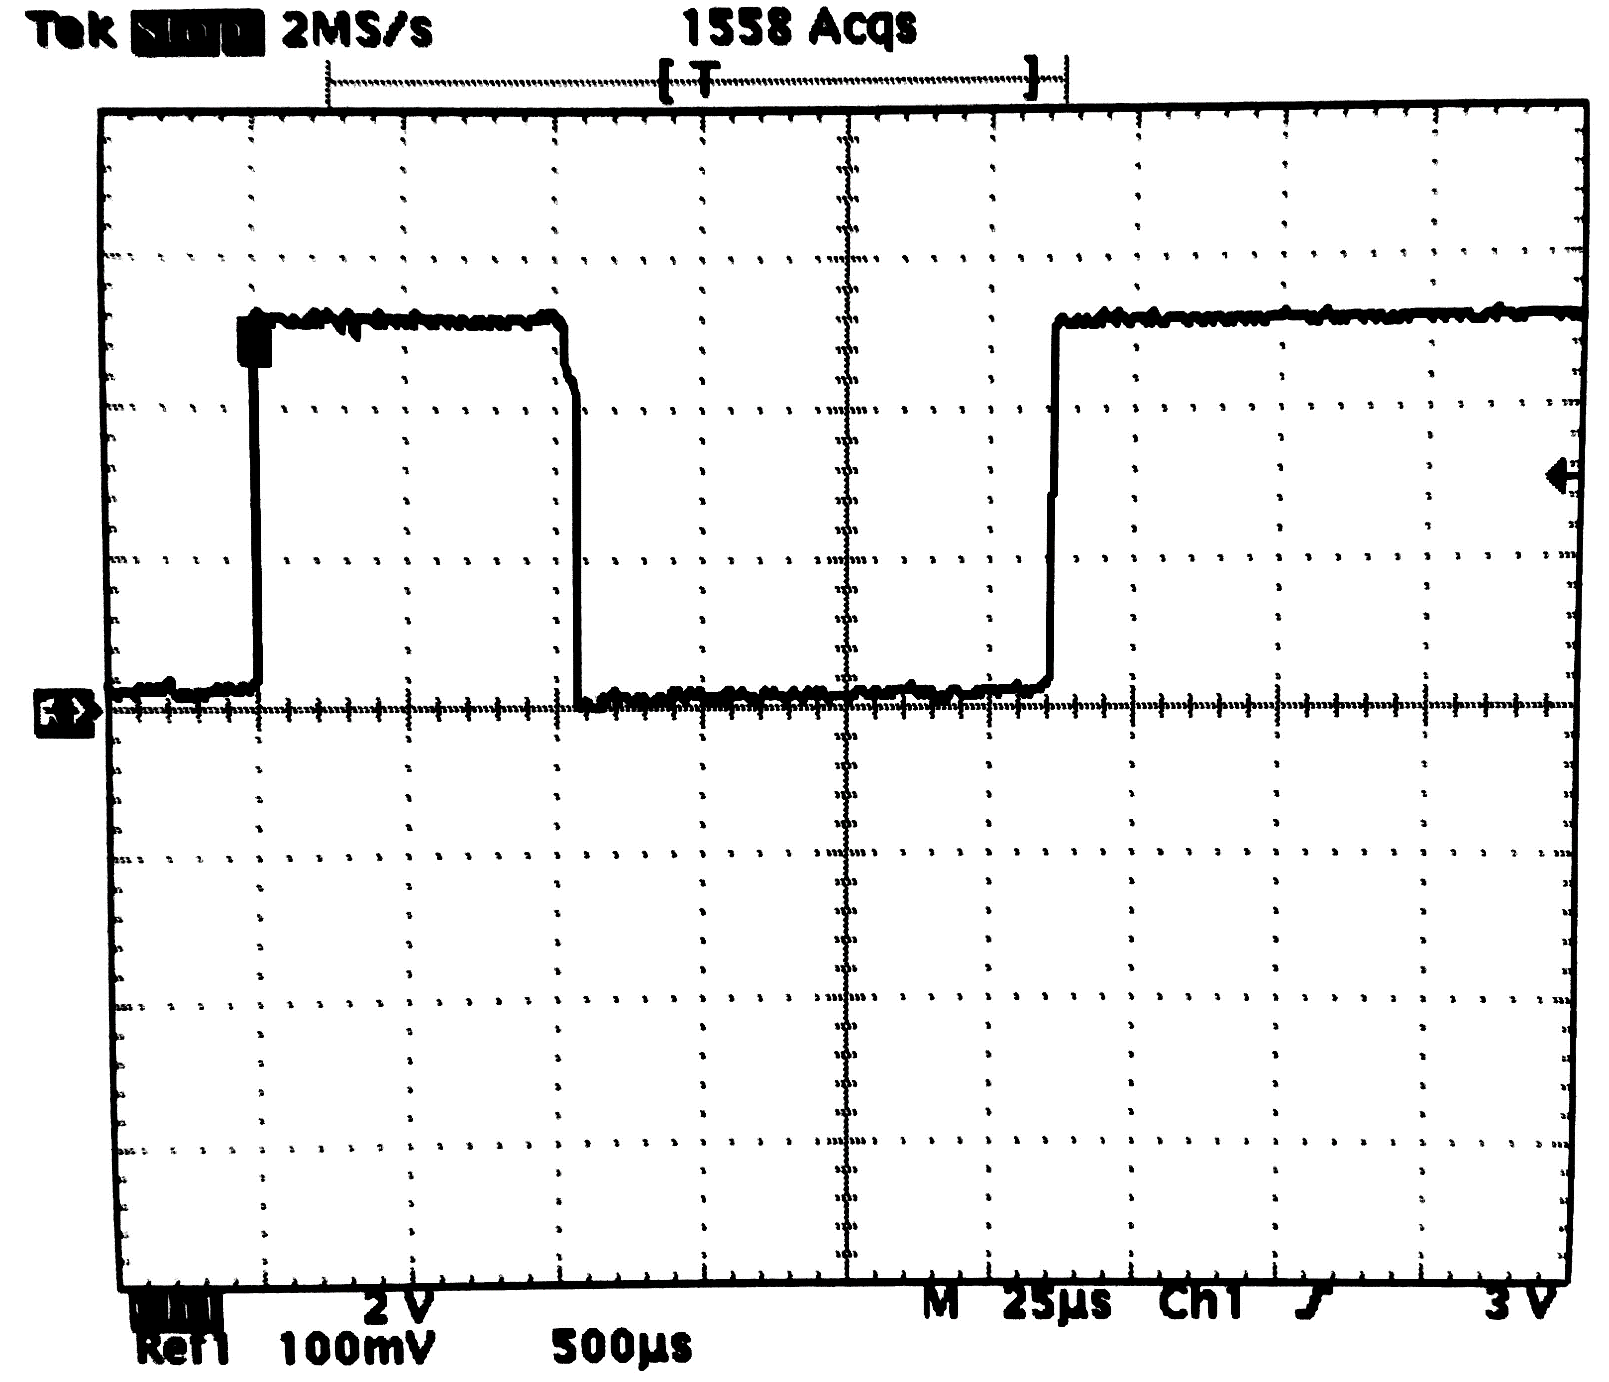 Tek 2MS/s 1558 Acqs
[ T ]
2 V M 25µs Ch1 3 V
Ref1 100mV 500µs